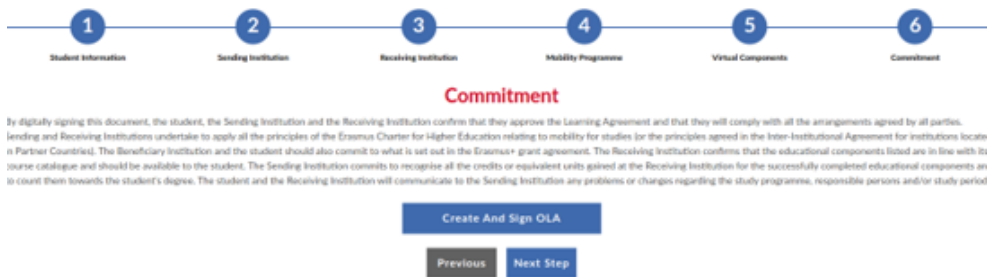 1 2 3 4 5 6
Student Information Sending Institution Receiving Institution Mobility Programme Virtual Components Commitment
Commitment
By digitally signing this document, the student, the Sending Institution and the Receiving Institution confirm that they approve the Learning Agreement and that they will comply with all the arrangements agreed by all parties.
Sending and Receiving Institutions undertake to apply all the principles of the Erasmus Charter for Higher Education relating to mobility for studies (or the principles agreed in the Inter-Institutional Agreement for institutions locate
in Partner Countries). The Beneficiary Institution and the student should also commit to what is set out in the Erasmus+ grant agreement. The Receiving Institution confirms that the educational components listed are in line with its
course catalogue and should be available to the student. The Sending Institution commits to recognise all the credits or equivalent units gained at the Receiving Institution for the successfully completed educational components an
to count them towards the student's degree. The student and the Receiving Institution will communicate to the Sending Institution any problems or changes regarding the study programme, responsible persons and/or study period
Create And Sign OLA
Previous Next Step